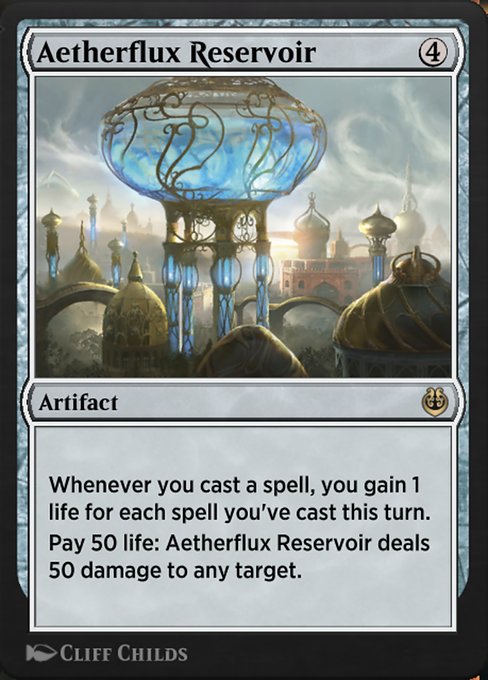 Aetherflux Reservoir 4
Artifact
Whenever you cast a spell, you gain 1
life for each spell you've cast this turn.
Pay 50 life: Aetherflux Reservoir deals
50 damage to any target.
Cliff Childs